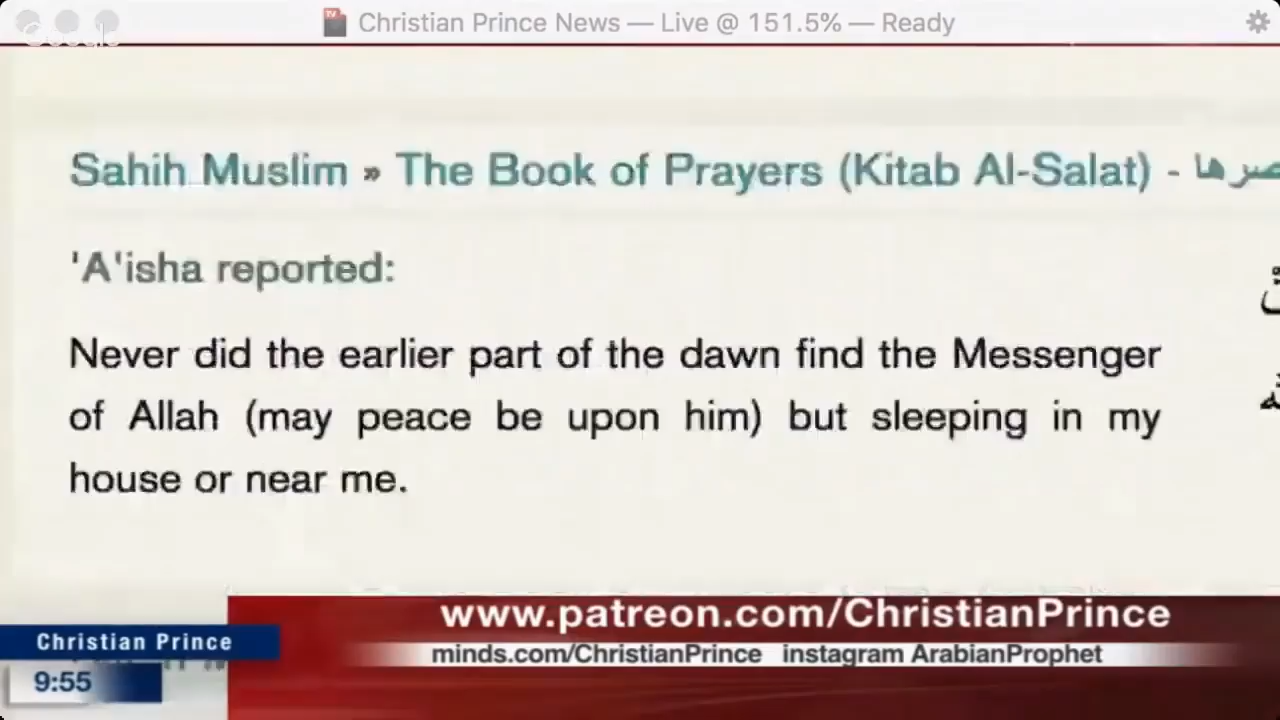 Christian Prince News — Live @ 151.5% — Ready
Google
Sahih Muslim » The Book of Prayers (Kitab Al-Salat) - صرها
'A'isha reported:
Never did the earlier part of the dawn find the Messenger
of Allah (may peace be upon him) but sleeping in my
house or near me.
www.patreon.com/ChristianPrince
Christian Prince
minds.com/ChristianPrince instagram ArabianProphet
9:55